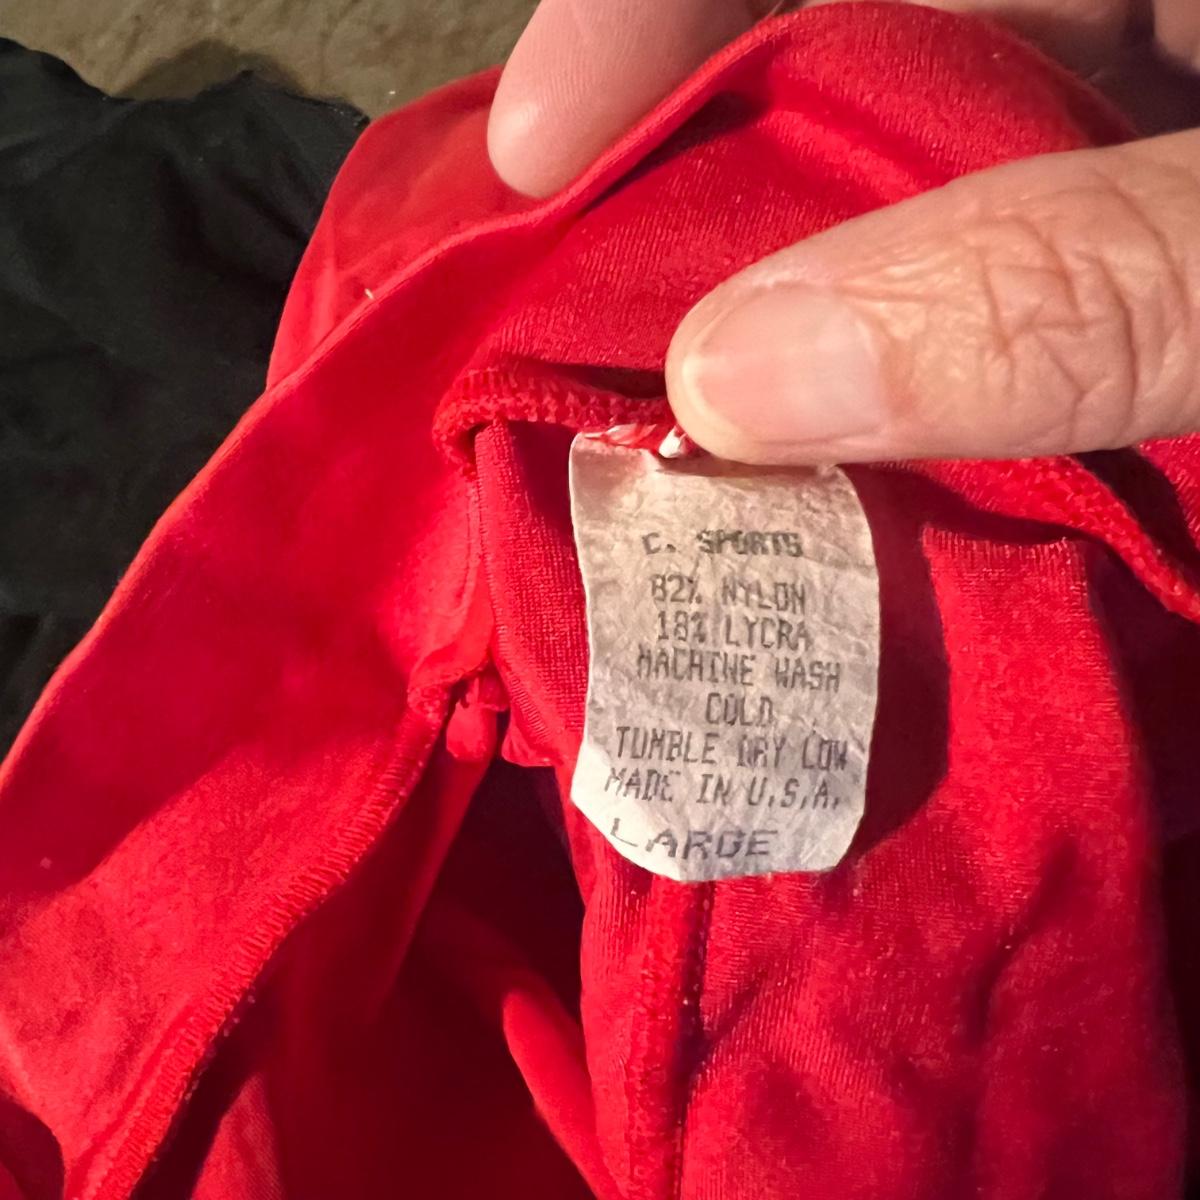 C. SPORTS
82% NYLON
18% LYCRA
MACHINE WASH
COLD
TUMBLE DRY LOW
MADE IN U.S.A.
LARGE